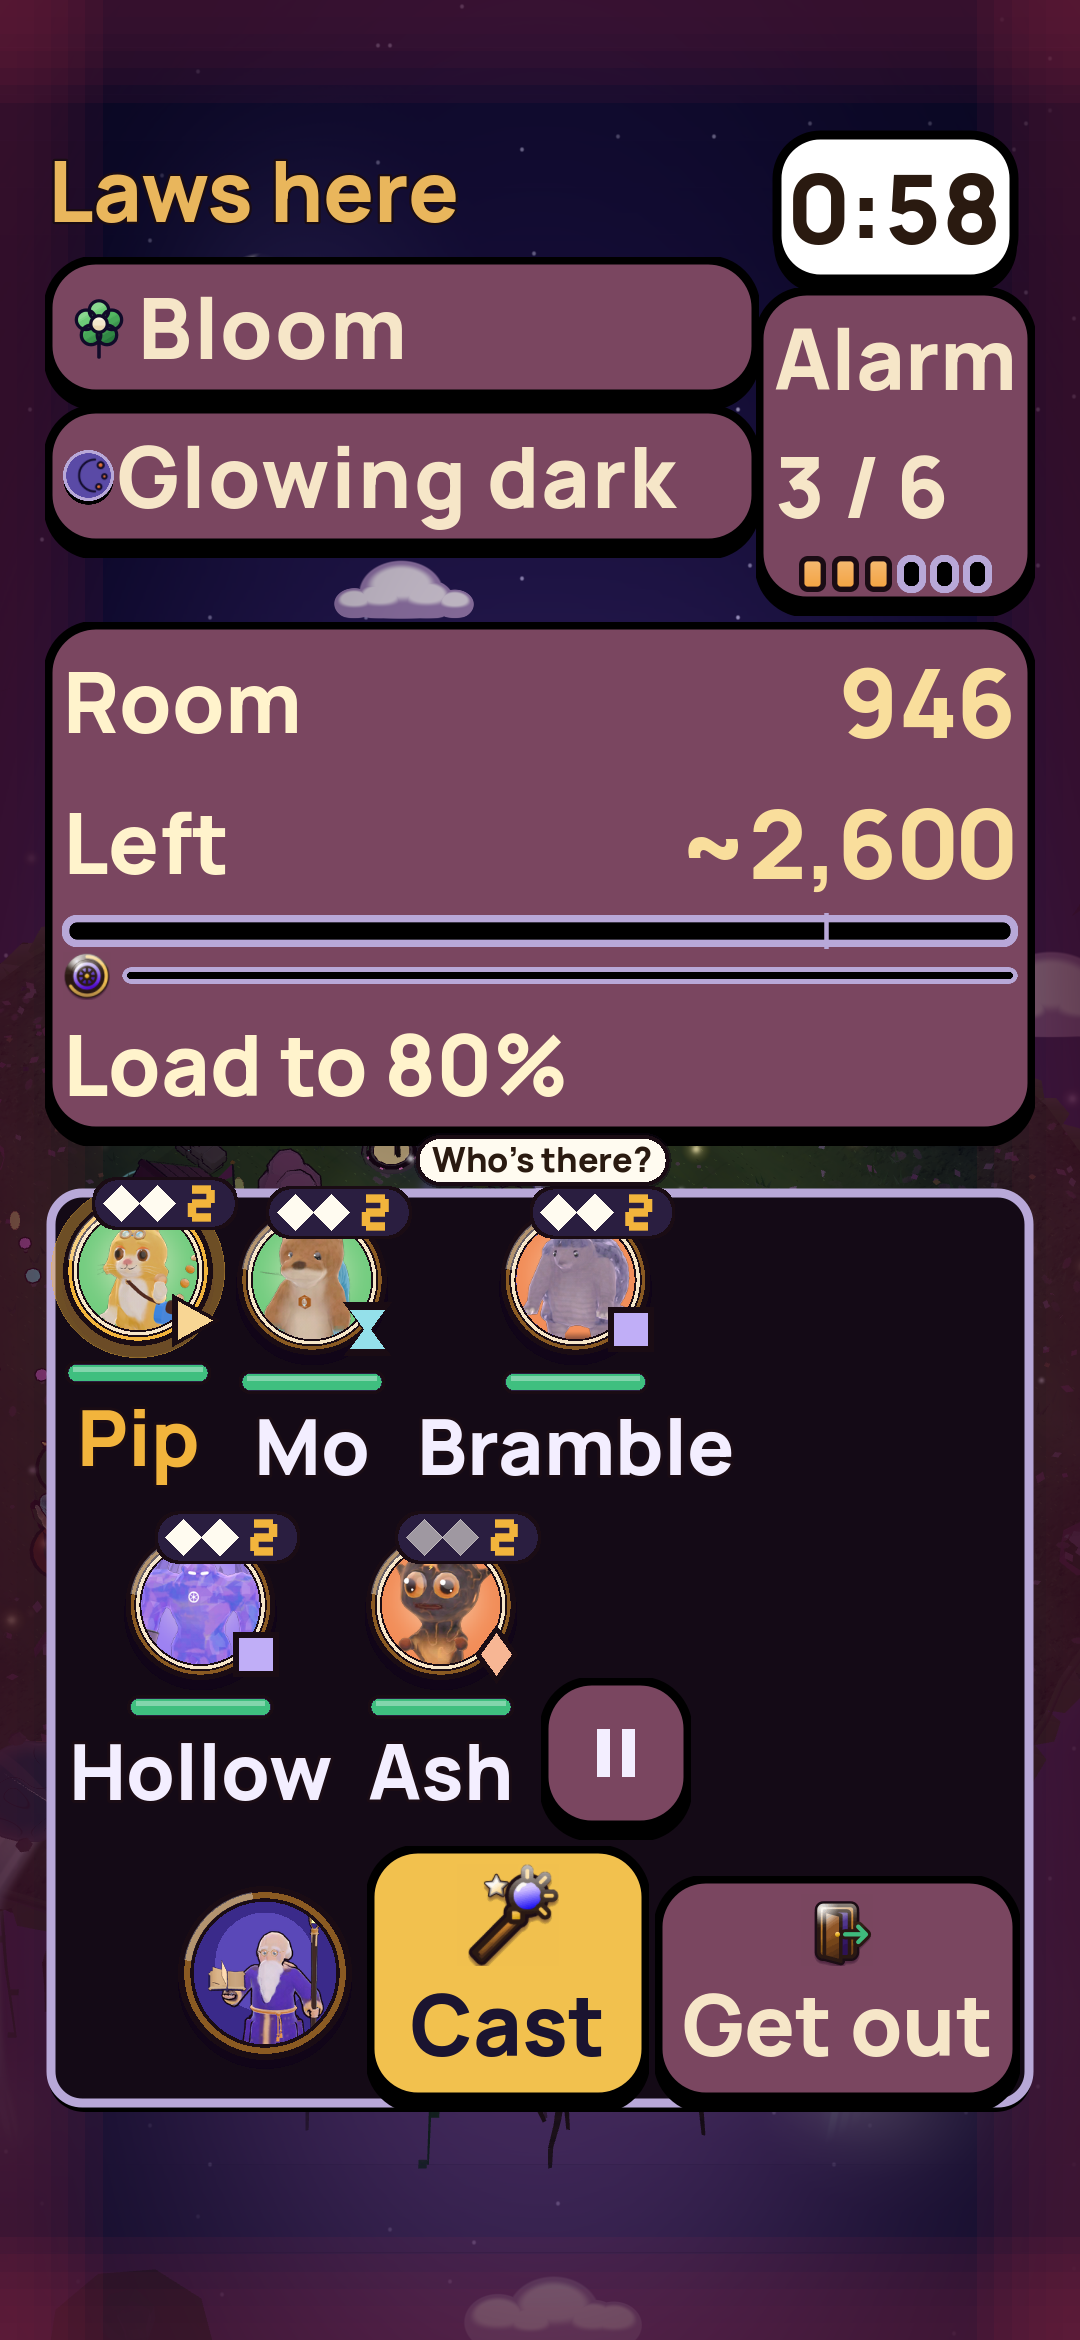 Laws here
0:58
Bloom
Alarm
Glowing dark
3 / 6
Room 946
Left ~2,600
Load to 80%
Who's there?
2 2 2
Pip Mo Bramble
2 2
Hollow Ash
Cast
Get out